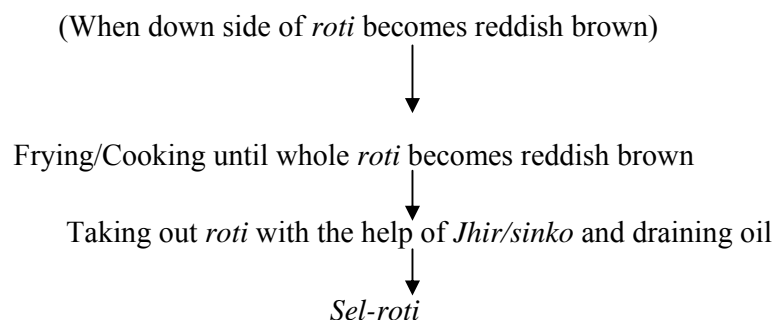 (When down side of roti becomes reddish brown)
Frying/Cooking until whole roti becomes reddish brown
Taking out roti with the help of Jhir/sinko and draining oil
Sel-roti